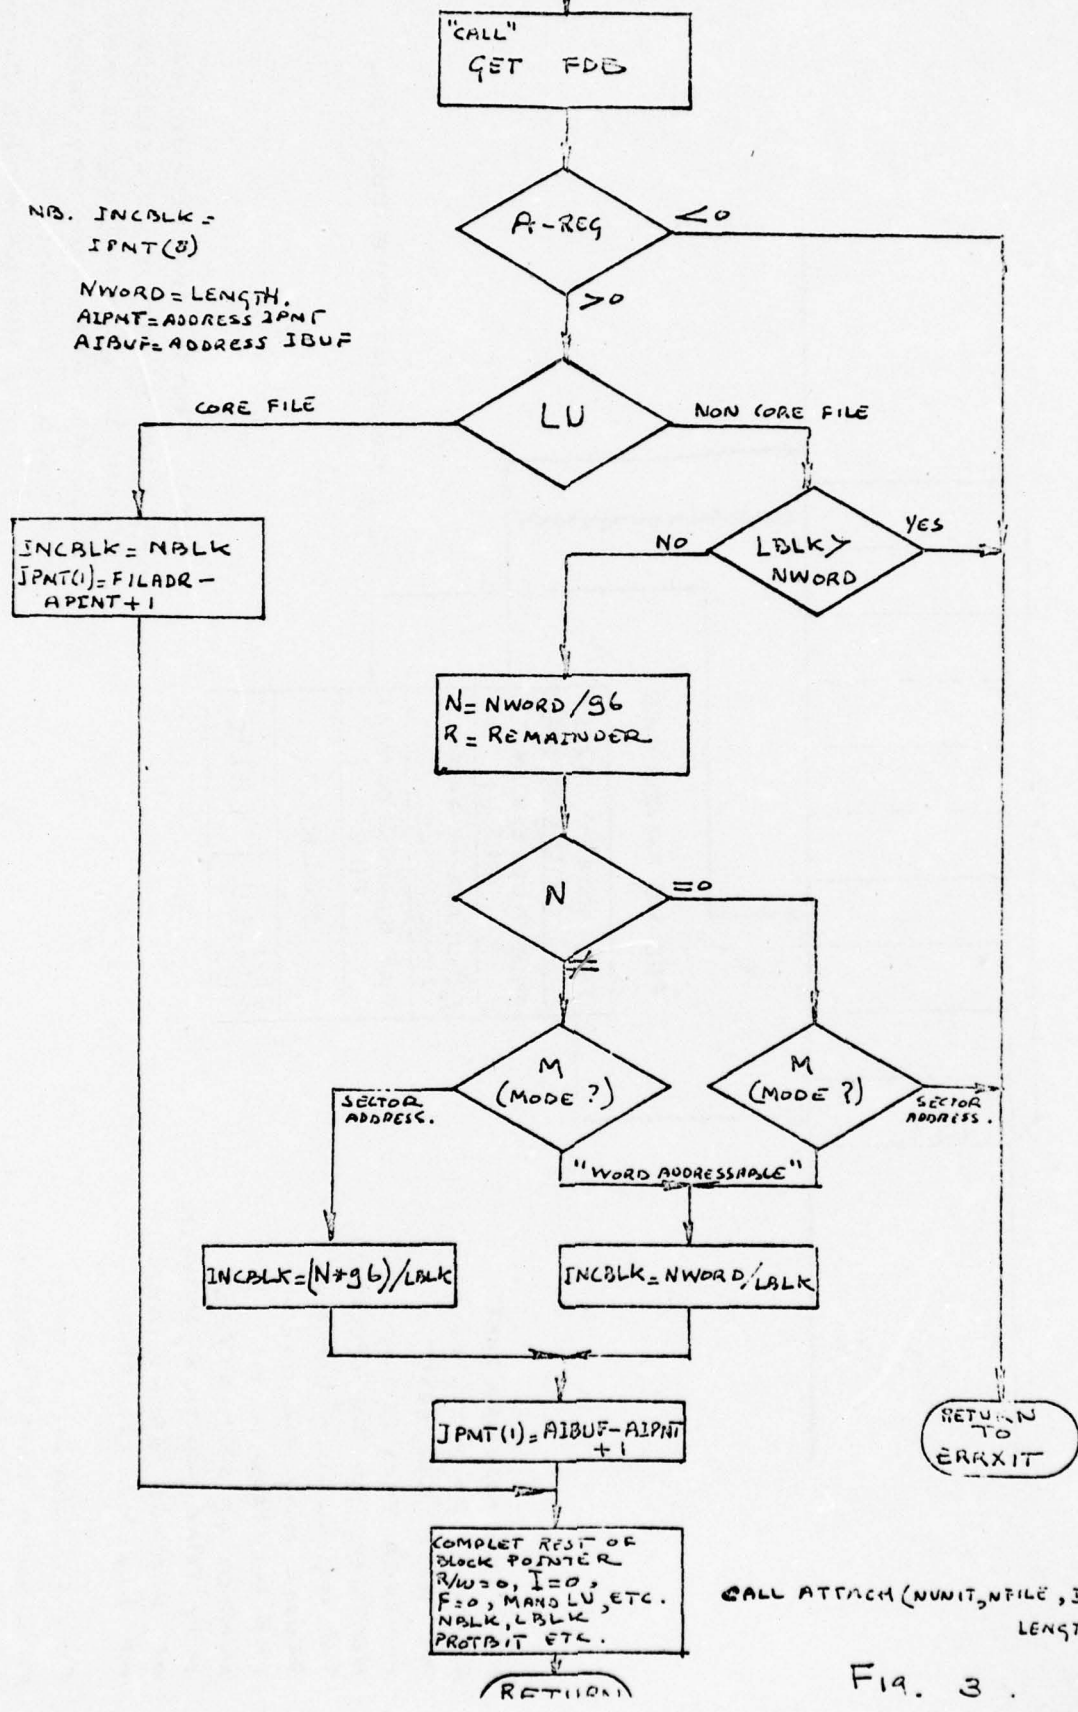 "CALL"
GET FDB
A-REG
<0
>0
NB. INCBLK =
IPNT(8)
NWORD = LENGTH.
AIPNT = ADDRESS IPNT
AIBUF = ADDRESS IBUF
CORE FILE
LU
NON CORE FILE
INCBLK = NBLK
IPNT(1) = FILADR -
APINT + 1
NO
LBLK >
NWORD
YES
N = NWORD/96
R = REMAINDER
N
=0
≠
M
(MODE ?)
M
(MODE ?)
SECTOR
ADDRESS.
SECTOR
ADDRESS.
"WORD ADDRESSABLE"
INCBLK = (N*96)/LBLK
INCBLK = NWORD/LBLK
IPNT(1) = AIBUF - AIPNT
+ 1
RETURN
TO
ERRXIT
COMPLET REST OF
BLOCK POINTER
R/W = 0, I = 0,
F = 0, M AND LU, ETC.
NBLK, LBLK
PROTBIT ETC.
RETURN
CALL ATTACH (NUNIT, NFILE, I
LENGT
Fig. 3.